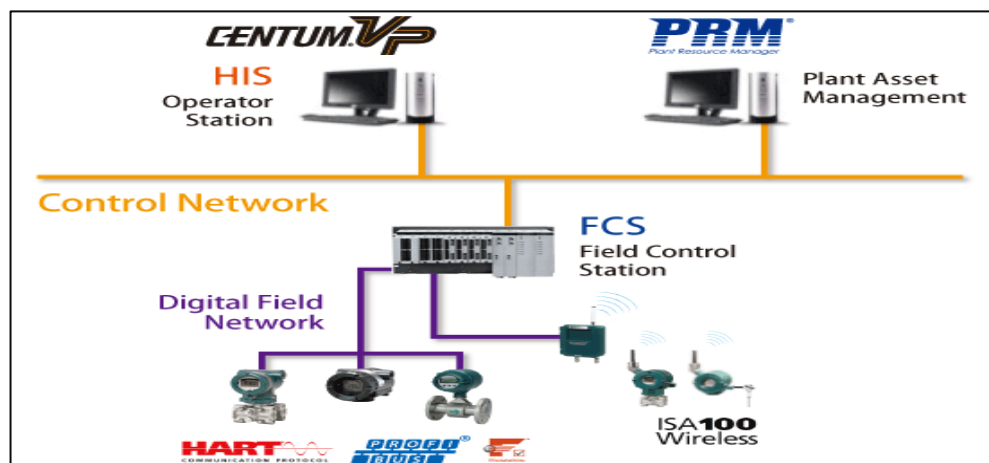 CENTUM VP
PRM®
Plant Resource Manager
HIS
Operator
Station
Plant Asset
Management
Control Network
FCS
Field Control
Station
Digital Field
Network
HART
COMMUNICATION PROTOCOL
PROFI®
BUS
ISA100
Wireless